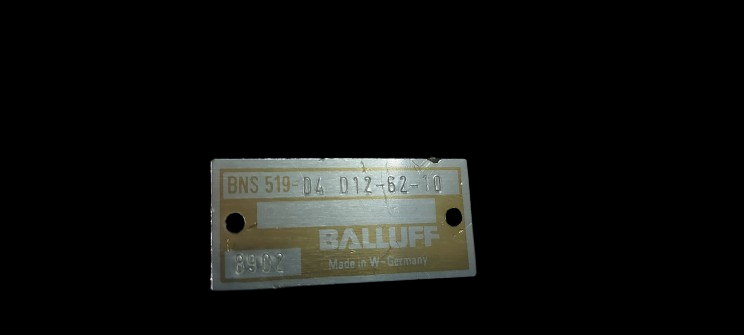 BNS 519-D4 D12-62-10
BALLUFF
8902
Made in W-Germany